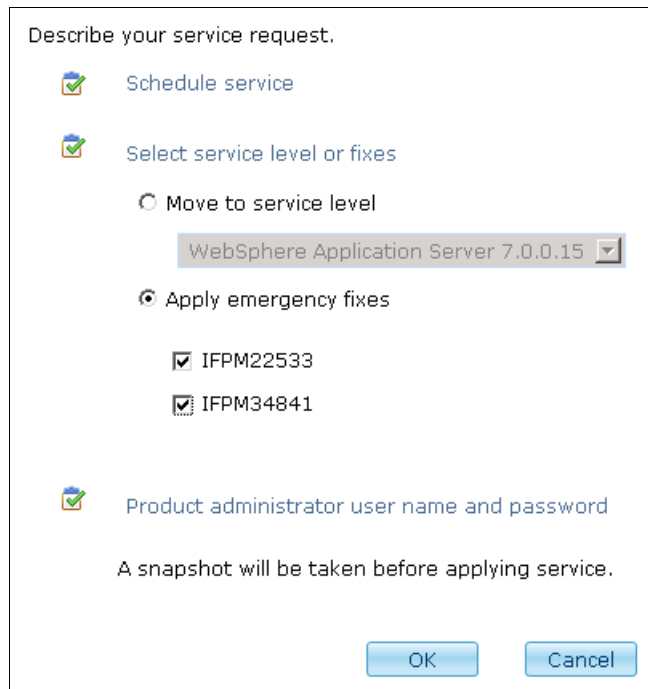 Describe your service request.
Schedule service
Select service level or fixes
Move to service level
WebSphere Application Server 7.0.0.15
Apply emergency fixes
IFPM22533
IFPM34841
Product administrator user name and password
A snapshot will be taken before applying service.
OK
Cancel